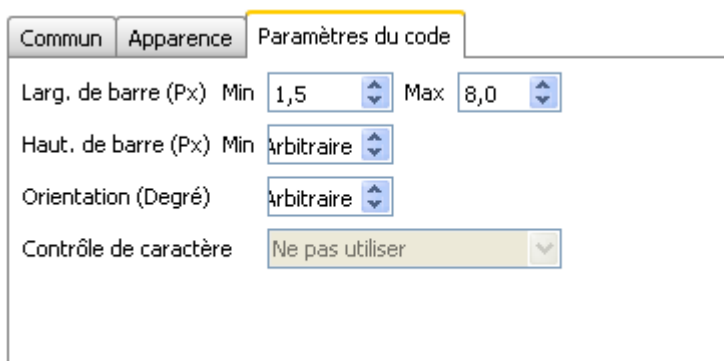 Commun Apparence Paramètres du code
Larg. de barre (Px) Min 1,5 Max 8,0
Haut. de barre (Px) Min Arbitraire
Orientation (Degré) Arbitraire
Contrôle de caractère Ne pas utiliser